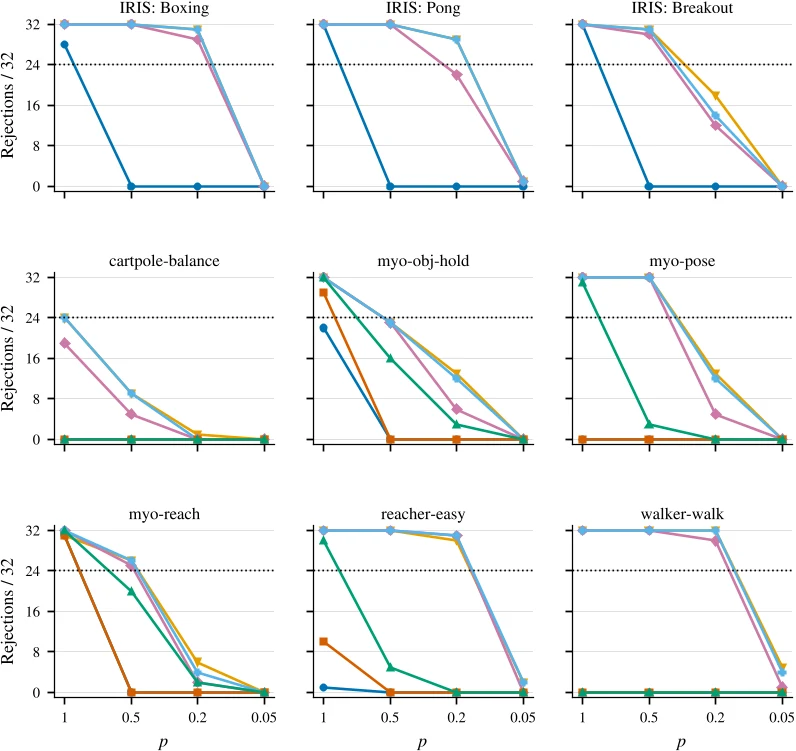 IRIS: Boxing
IRIS: Pong
IRIS: Breakout
Rejections / 32
32
24
16
8
0
cartpole-balance
myo-obj-hold
myo-pose
Rejections / 32
32
24
16
8
0
myo-reach
reacher-easy
walker-walk
Rejections / 32
32
24
16
8
0
1 0.5 0.2 0.05
1 0.5 0.2 0.05
1 0.5 0.2 0.05
p
p
p